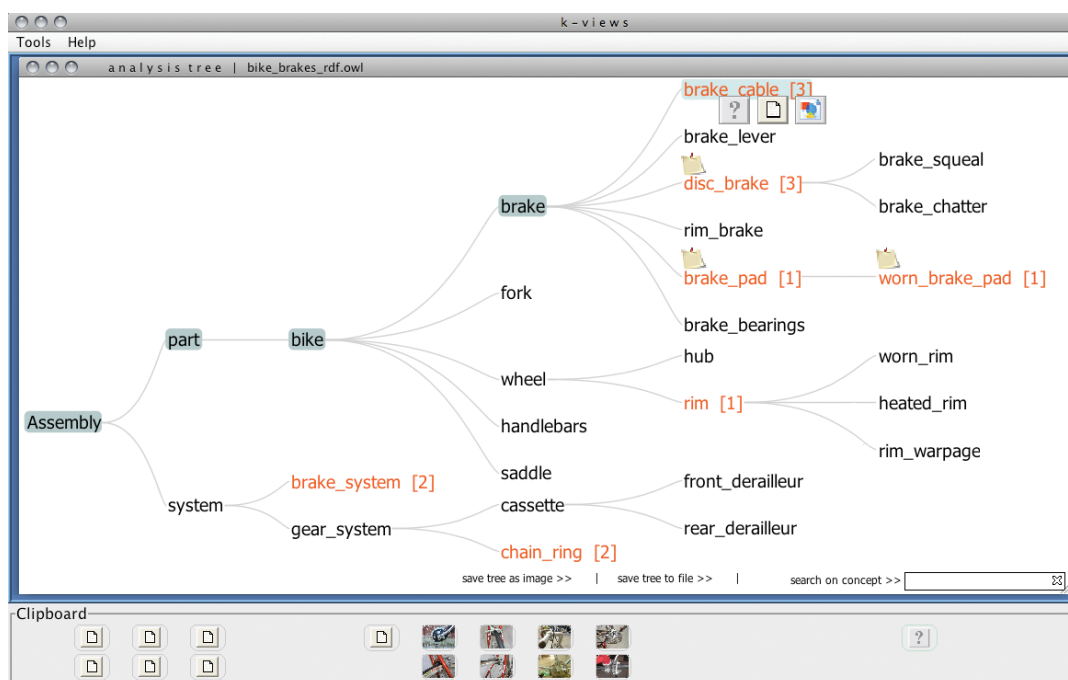 k-views
Tools Help
analysis tree | bike_brakes_rdf.owl
brake_cable [3]
?
brake_lever
brake_squeal
disc_brake [3]
brake_chatter
brake
rim_brake
brake_pad [1]
worn_brake_pad [1]
fork
brake_bearings
part
bike
hub
worn_rim
wheel
rim [1]
heated_rim
Assembly
handlebars
rim_warpage
saddle
brake_system [2]
front_derailleur
system
cassette
gear_system
rear_derailleur
chain_ring [2]
save tree as image >> | save tree to file >> | search on concept >>
Clipboard
?